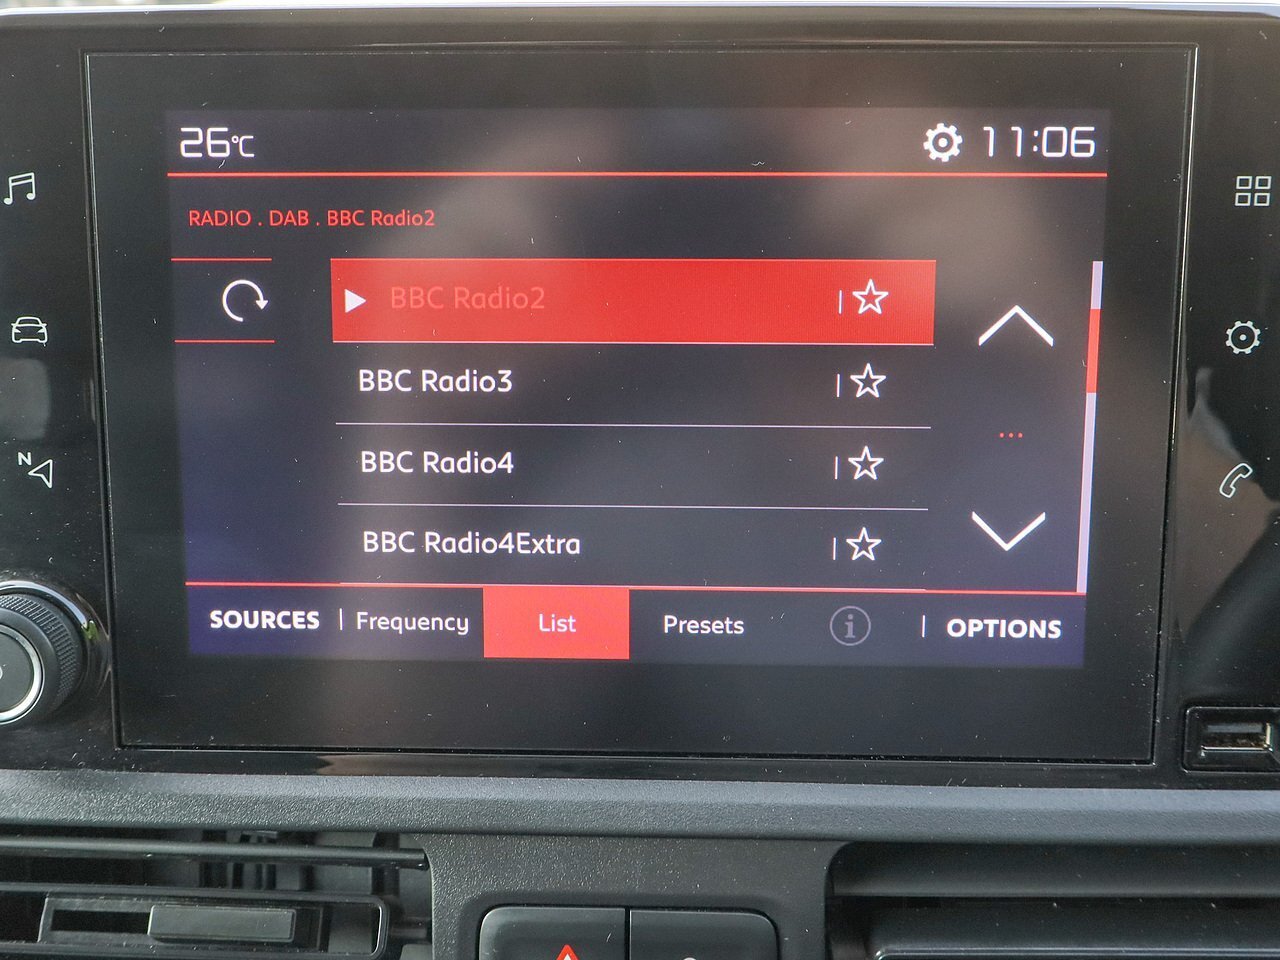 26°C 11:06
RADIO . DAB . BBC Radio2
BBC Radio2
BBC Radio3
BBC Radio4
BBC Radio4Extra
N
SOURCES | Frequency List Presets i | OPTIONS